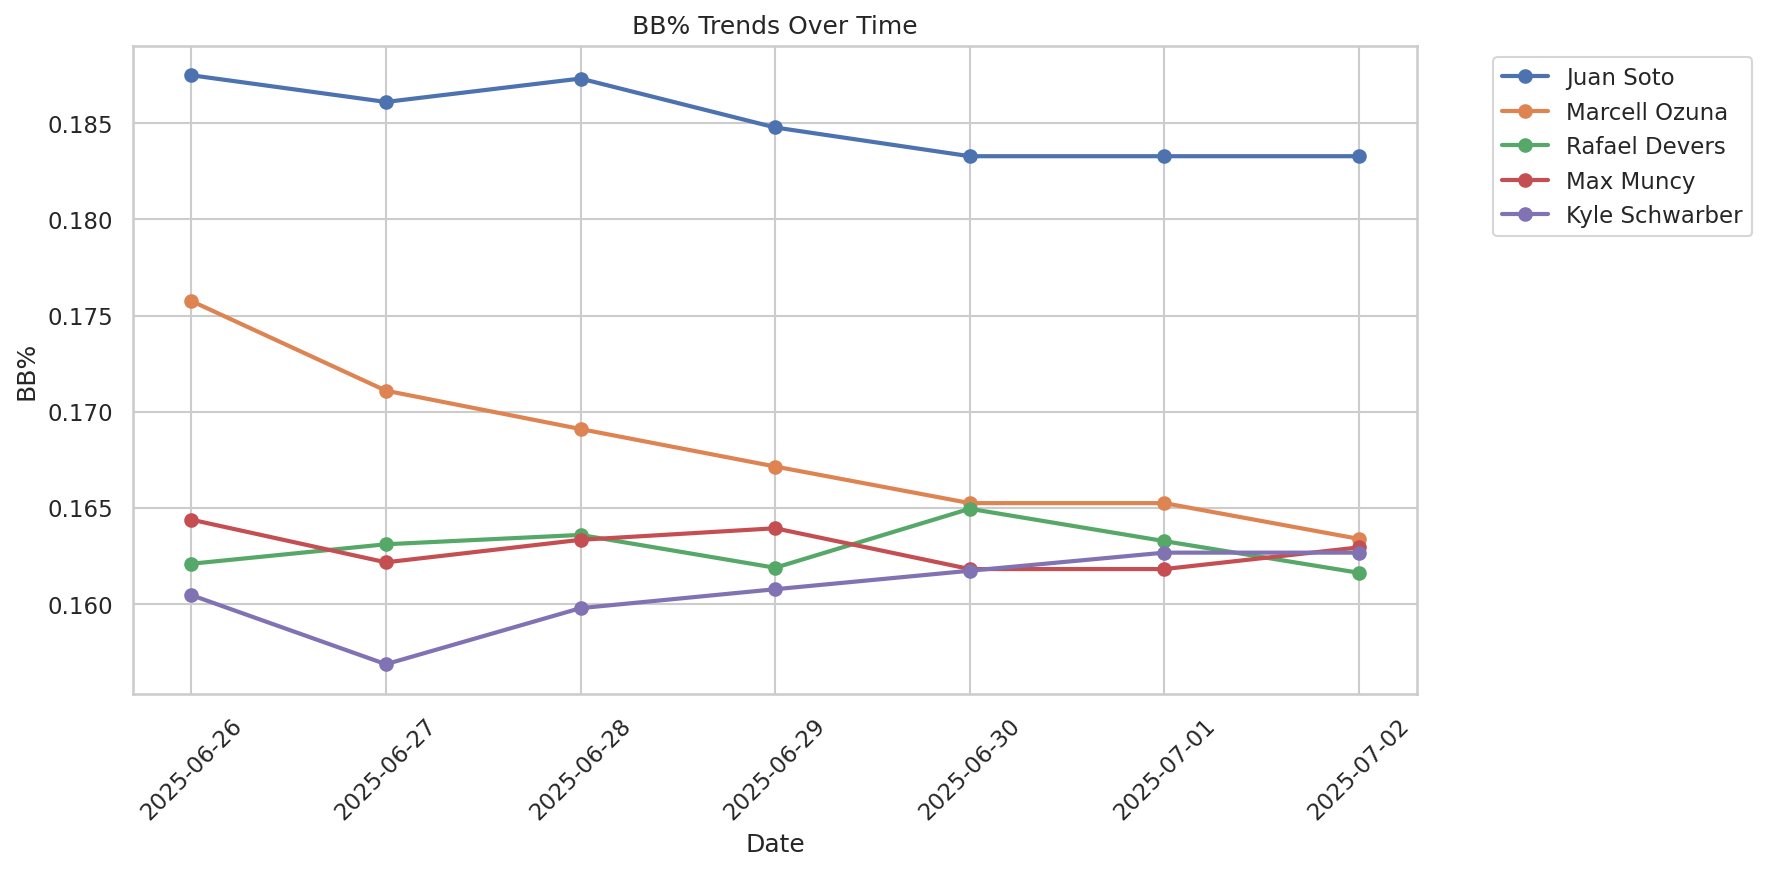 BB% Trends Over Time
Juan Soto
Marcell Ozuna
Rafael Devers
Max Muncy
Kyle Schwarber
BB%
0.185
0.180
0.175
0.170
0.165
0.160
2025-06-26
2025-06-27
2025-06-28
2025-06-29
2025-06-30
2025-07-01
2025-07-02
Date